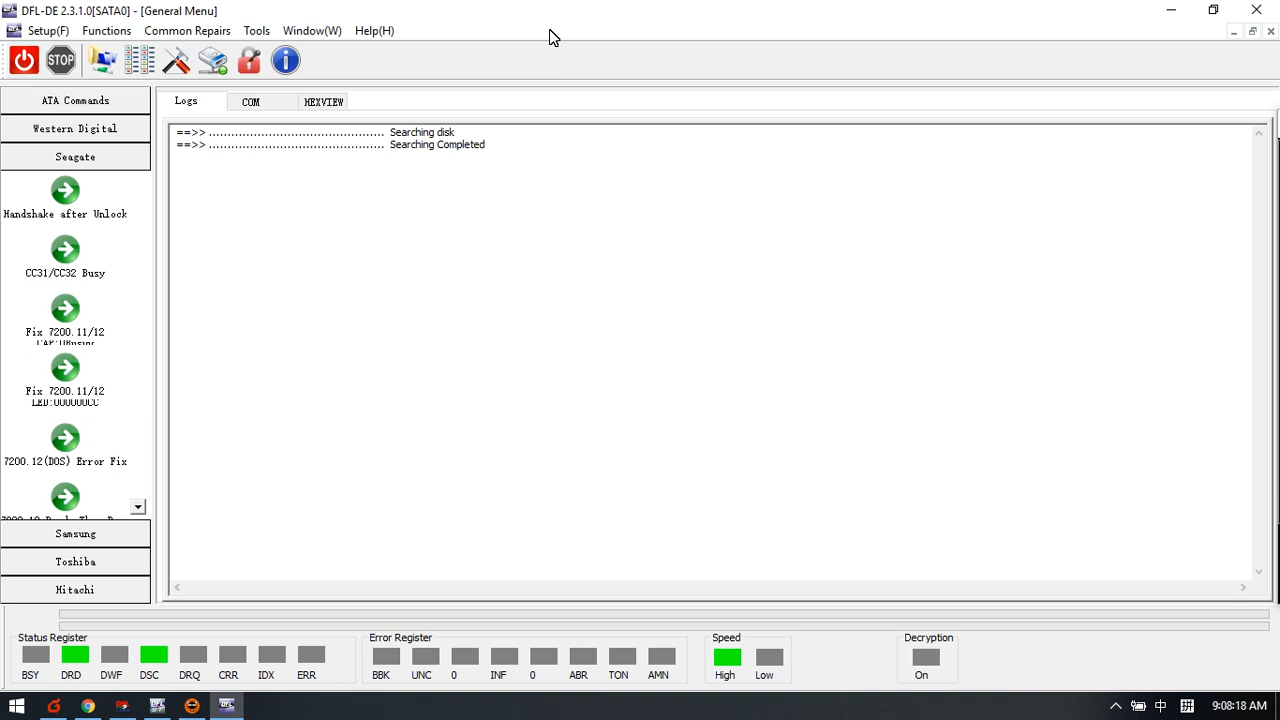 DFL-DE 2.3.1.0[SATA0] - [General Menu]
Setup(F) Functions Common Repairs Tools Window(W) Help(H)
STOP
ATA Commands
Western Digital
Seagate
Handshake after Unlock
CC31/CC32 Busy
Fix 7200.11/12
Fix 7200.11/12
LED:000000CC
7200.12(DOS) Error Fix
Samsung
Toshiba
Hitachi
Logs COM HEXVIEW
==>> ............................................... Searching disk
==>> ............................................... Searching Completed
Status Register
BSY DRD DWF DSC DRQ CRR IDX ERR
Error Register
BBK UNC 0 INF 0 ABR TON AMN
Speed
High Low
Decryption
On
中 拼 9:08:18 AM